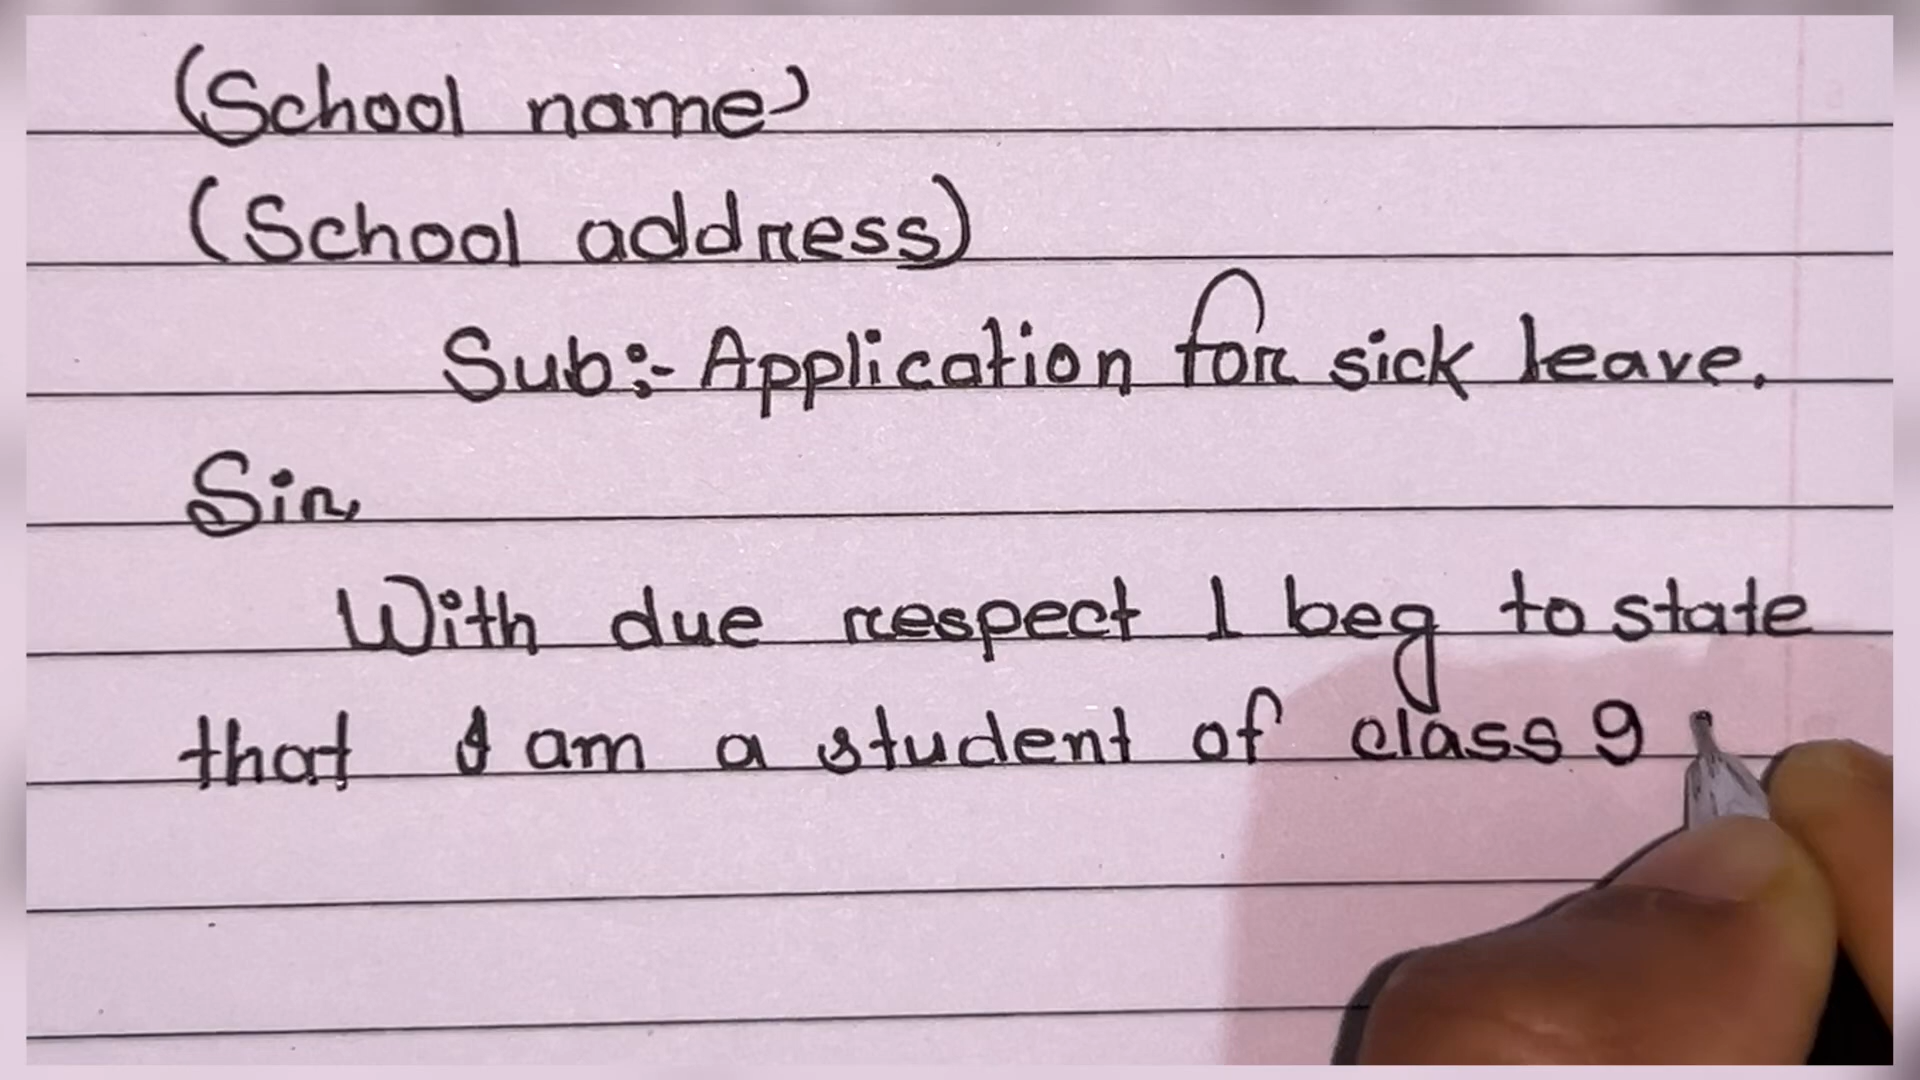 (School name)
(School address)
Sub:- Application for sick leave.
Sir,
With due respect I beg to state
that I am a student of class 9